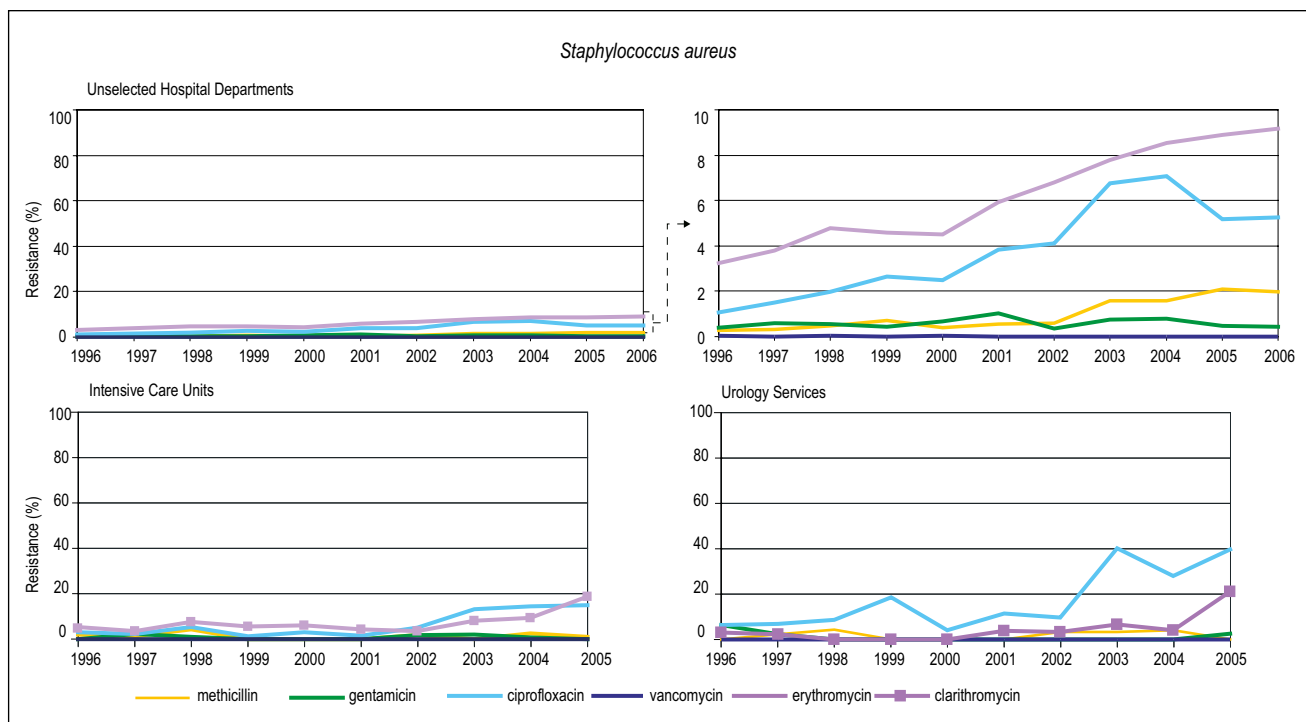 Staphylococcus aureus
Unselected Hospital Departments
Resistance (%)
100
80
60
40
20
0
1996 1997 1998 1999 2000 2001 2002 2003 2004 2005 2006
10
8
6
4
2
0
1996 1997 1998 1999 2000 2001 2002 2003 2004 2005 2006
Intensive Care Units
Resistance (%)
100
80
60
40
20
0
1996 1997 1998 1999 2000 2001 2002 2003 2004 2005
Urology Services
100
80
60
40
20
0
1996 1997 1998 1999 2000 2001 2002 2003 2004 2005
methicillin gentamicin ciprofloxacin vancomycin erythromycin clarithromycin